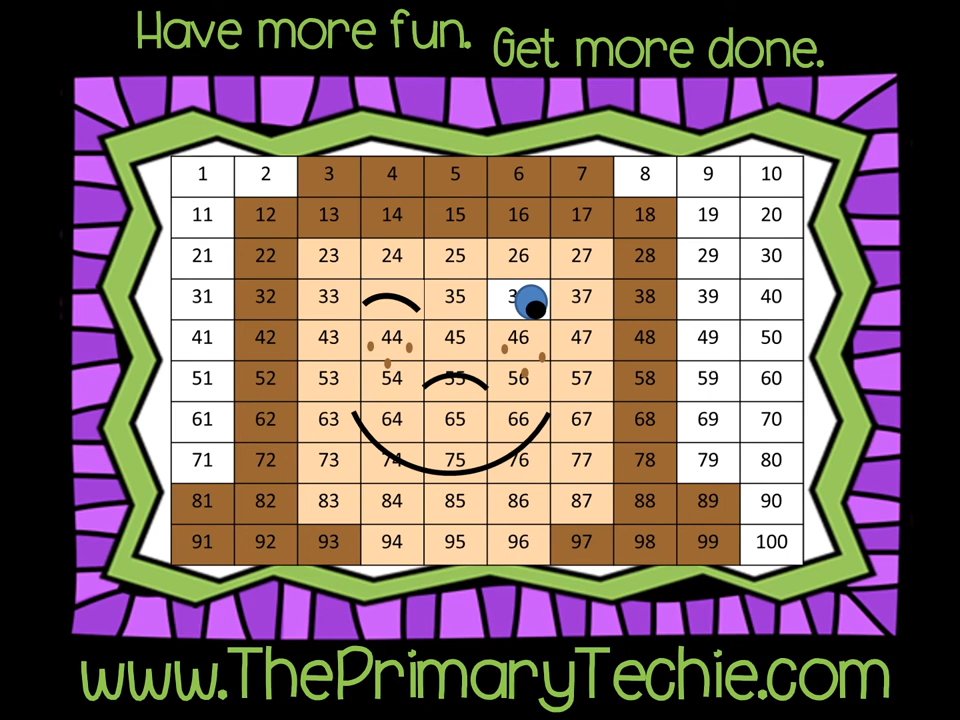 Have more fun. Get more done.
1 2 3 4 5 6 7 8 9 10
11 12 13 14 15 16 17 18 19 20
21 22 23 24 25 26 27 28 29 30
31 32 33 35 37 38 39 40
41 42 43 44 45 46 47 48 49 50
51 52 53 54 55 56 57 58 59 60
61 62 63 64 65 66 67 68 69 70
71 72 73 74 75 76 77 78 79 80
81 82 83 84 85 86 87 88 89 90
91 92 93 94 95 96 97 98 99 100
www.ThePrimaryTechie.com